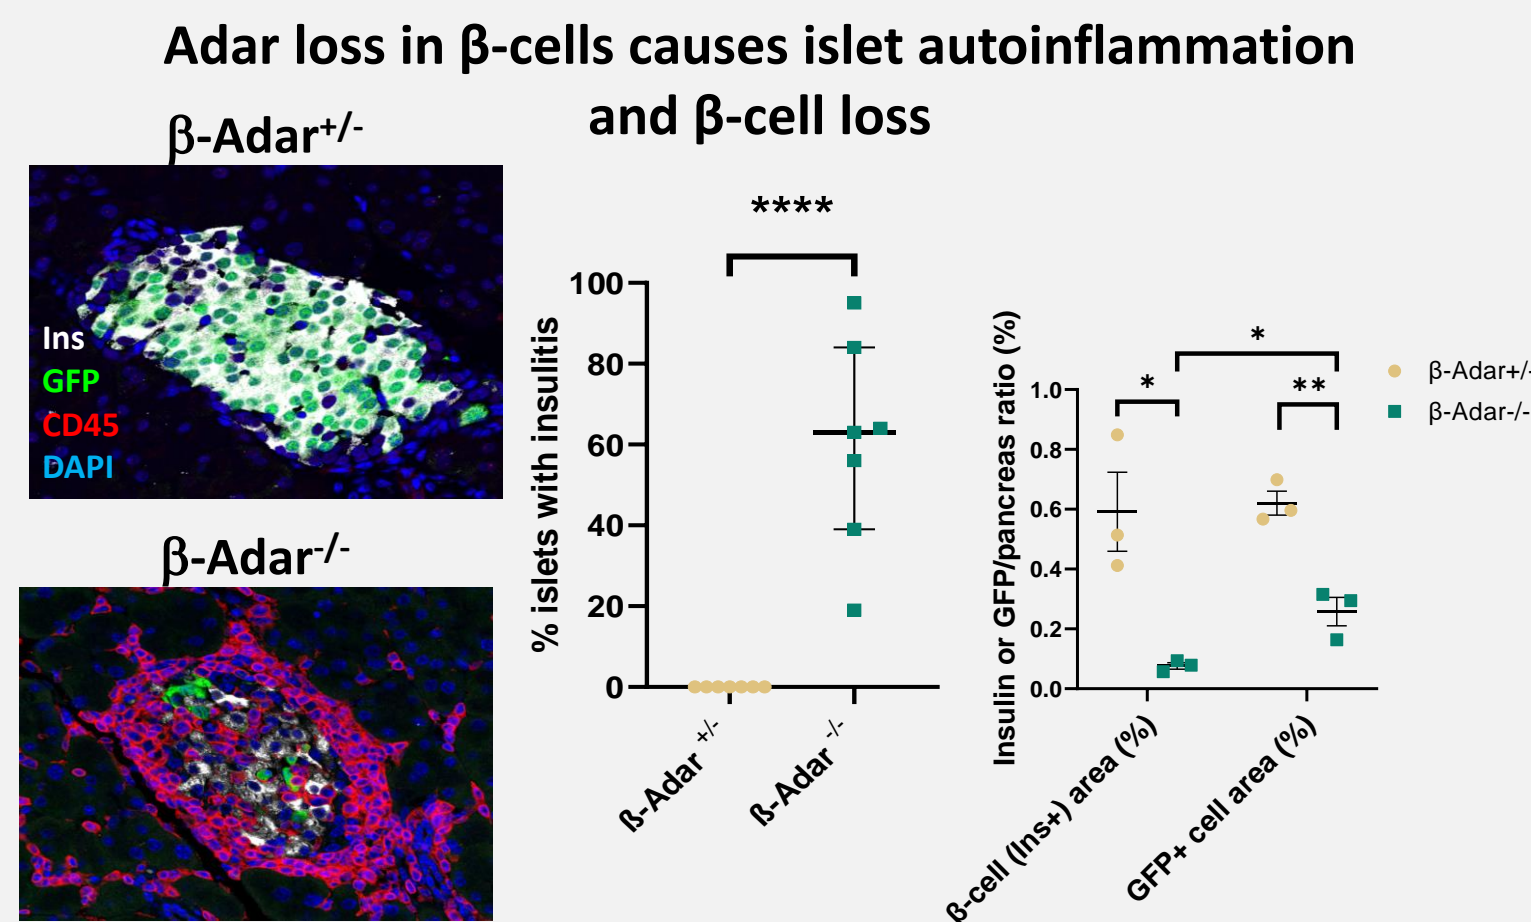 Adar loss in β-cells causes islet autoinflammation
and β-cell loss
β-Adar+/-
Ins
GFP
CD45
DAPI
β-Adar-/-
****
% islets with insulitis
100
80
60
40
20
0
ß-Adar +/-
ß-Adar -/-
Insulin or GFP/pancreas ratio (%)
*
*
**
1.0
0.8
0.6
0.4
0.2
0.0
ß-cell (Ins+) area (%)
GFP+ cell area (%)
β-Adar+/-
β-Adar-/-